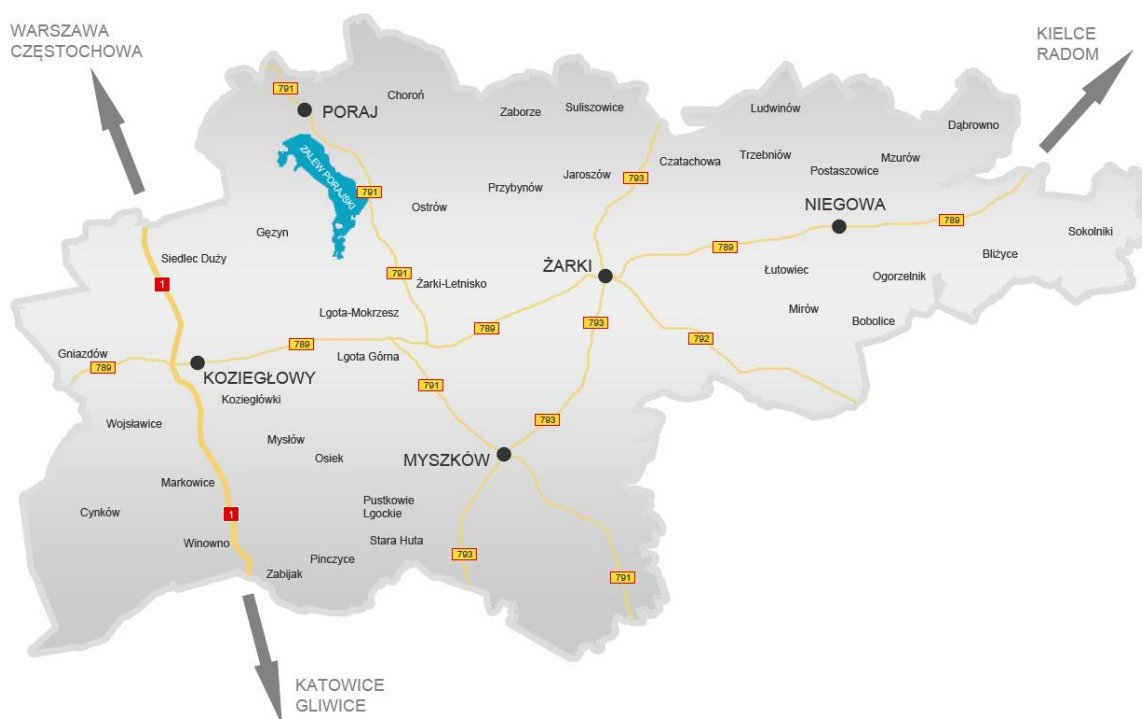 WARSZAWA
CZĘSTOCHOWA
KIELCE
RADOM
791
Choroń
PORAJ
Zaborze
Suliszowice
Ludwinów
Dąbrowno
ZALEW PORAJSKI
Czatachowa
Trzebniów
Mzurów
Postaszowice
Jaroszów
793
791
Przybynów
Ostrów
NIEGOWA
789
Sokolniki
Gęzyn
789
Bliżyce
Siedlec Duży
ŻARKI
Łutowiec
Ogorzelnik
791
Żarki-Letnisko
1
Lgota-Mokrzesz
Mirów
Bobolice
793
789
792
789
Gniazdów
789
Lgota Górna
KOZIEGŁOWY
791
Koziegłówki
Wojsławice
793
Mysłów
Osiek
MYSZKÓW
Markowice
Pustkowie
Lgockie
Cynków
1
Stara Huta
Winowno
793
Pinczyce
Zabijak
791
KATOWICE
GLIWICE